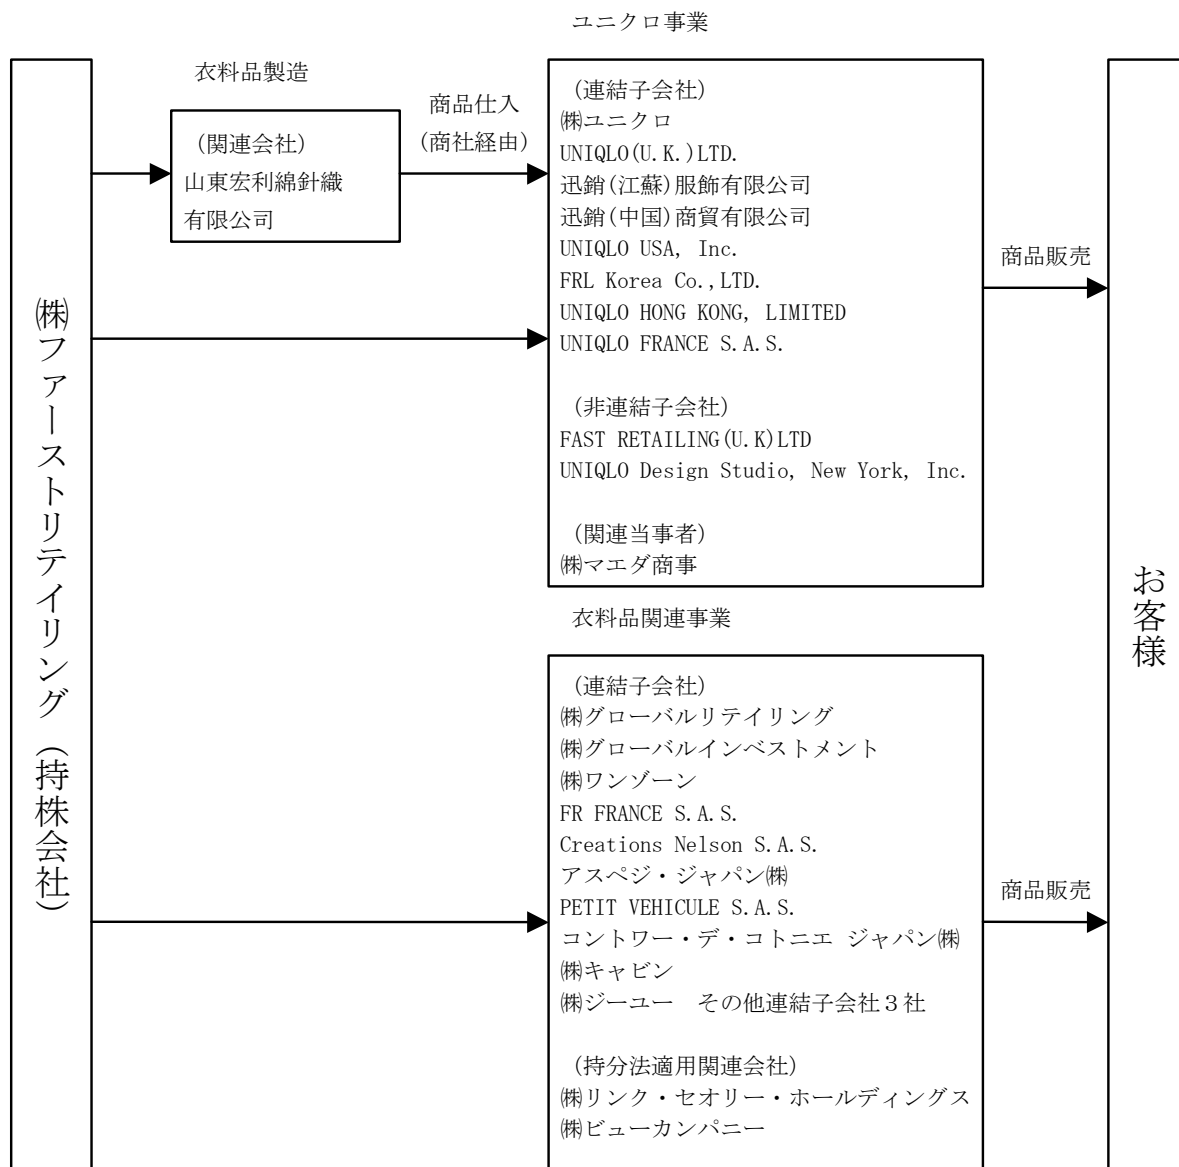 ユニクロ事業
衣料品製造
商品仕入
(商社経由)
(関連会社)
山東宏利綿針織
有限公司
(連結子会社)
㈱ユニクロ
UNIQLO(U.K.)LTD.
迅銷(江蘇)服飾有限公司
迅銷(中国)商貿有限公司
UNIQLO USA, Inc.
FRL Korea Co.,LTD.
UNIQLO HONG KONG, LIMITED
UNIQLO FRANCE S.A.S.
(非連結子会社)
FAST RETAILING(U.K)LTD
UNIQLO Design Studio, New York, Inc.
(関連当事者)
㈱マエダ商事
商品販売
㈱ファーストリテイリング(持株会社)
お客様
衣料品関連事業
(連結子会社)
㈱グローバルリテイリング
㈱グローバルインベストメント
㈱ワンゾーン
FR FRANCE S.A.S.
Creations Nelson S.A.S.
アスペジ・ジャパン㈱
PETIT VEHICULE S.A.S.
コントワー・デ・コトニエ ジャパン㈱
㈱キャビン
㈱ジーユー　その他連結子会社３社
(持分法適用関連会社)
㈱リンク・セオリー・ホールディングス
㈱ビューカンパニー
商品販売